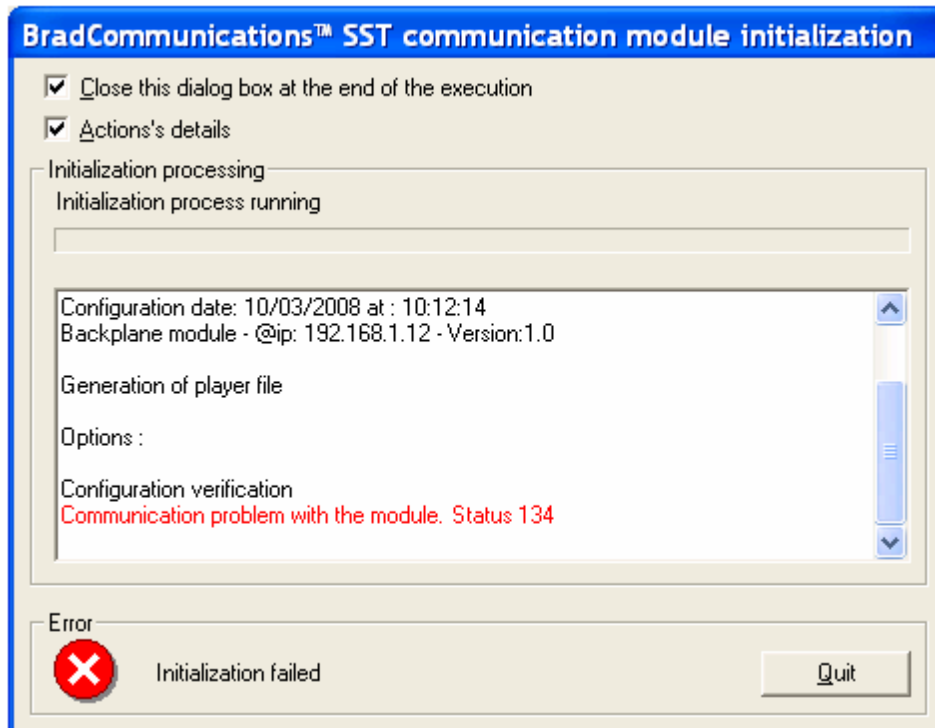 BradCommunications™ SST communication module initialization
Close this dialog box at the end of the execution
Actions's details
Initialization processing
Initialization process running
Configuration date: 10/03/2008 at : 10:12:14
Backplane module - @ip: 192.168.1.12 - Version:1.0
Generation of player file
Options :
Configuration verification
Communication problem with the module. Status 134
Error
Initialization failed
Quit